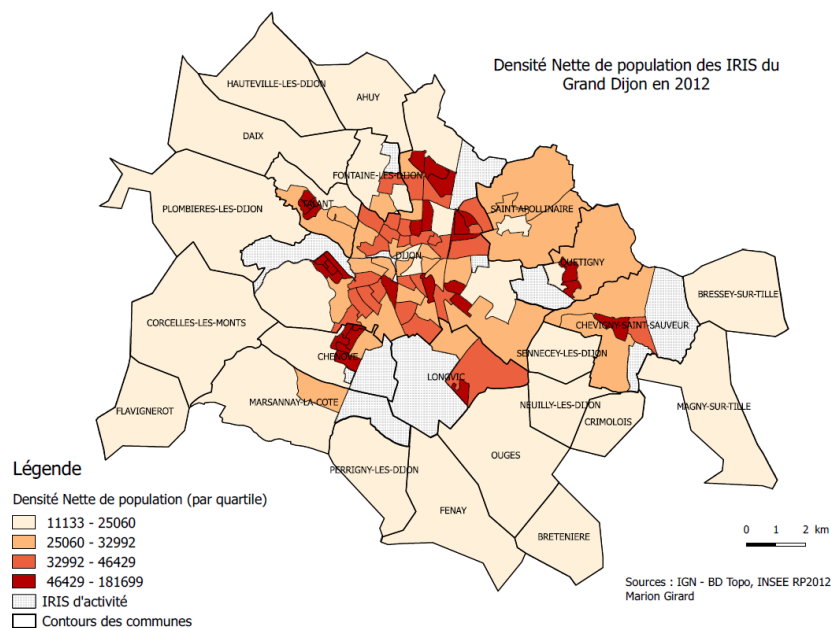 Densité Nette de population des IRIS du
Grand Dijon en 2012
HAUTEVILLE-LES-DIJON
AHUY
DAIX
FONTAINE-LES-DIJON
PLOMBIERES-LES-DIJON
TALANT
SAINT-APOLLINAIRE
DIJON
QUETIGNY
BRESSEY-SUR-TILLE
CORCELLES-LES-MONTS
CHEVIGNY-SAINT-SAUVEUR
CHENOVE
SENNECEY-LES-DIJON
LONGVIC
FLAVIGNEROT
MARSANNAY-LA-COTE
NEUILLY-LES-DIJON
MAGNY-SUR-TILLE
CRIMOLOIS
OUGES
PERRIGNY-LES-DIJON
FENAY
BRETENIERE
Légende
Densité Nette de population (par quartile)
11133 - 25060
25060 - 32992
32992 - 46429
46429 - 181699
IRIS d'activité
Contours des communes
0 1 2 km
Sources : IGN - BD Topo, INSEE RP2012
Marion Girard